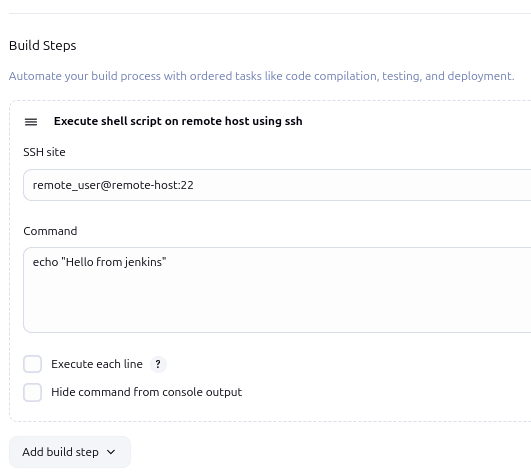 Build Steps
Automate your build process with ordered tasks like code compilation, testing, and deployment.
Execute shell script on remote host using ssh
SSH site
remote_user@remote-host:22
Command
echo "Hello from jenkins"
Execute each line ?
Hide command from console output
Add build step